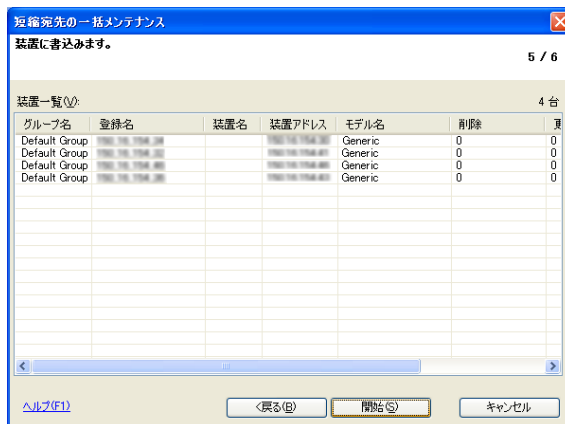 短縮宛先の一括メンテナンス
装置に書込みます。
5 / 6
装置一覧(V):
4 台
グループ名 登録名 装置名 装置アドレス モデル名 削除
Default Group Generic 0 0
Default Group Generic 0 0
Default Group Generic 0 0
Default Group Generic 0 0
ヘルプ(F1) <戻る(B) 開始(S) キャンセル